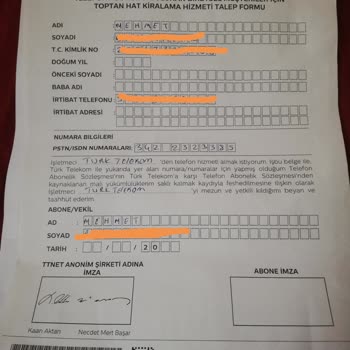 TOPTAN HAT KİRALAMA HİZMETİ TALEP FORMU
ADI MEHMET
SOYADI
T.C. KİMLİK NO
DOĞUM YIL
ÖNCEKİ SOYADI
BABA ADI
İRTİBAT TELEFONU
İRTİBAT ADRESİ
NUMARA BİLGİLERİ
PSTN/ISDN NUMARALARI 342 2323225
İşletmeci TÜRK TELEKOM 'den telefon hizmeti almak istiyorum. İşbu belge ile,
Türk Telekom ile yukarıda yer alan numara/numaralar için yapmış olduğum Telefon
Abonelik Sözleşmesi'nin Türk Telekom'a karşı Telefon Abonelik Sözleşmesi'nden
kaynaklanan mali yükümlülüklerim saklı kalmak kaydıyla feshedilmesine ilişkin olarak
İşletmeci TÜRK TELEKOM 'yi mezun ve yetkili kıldığımı beyan ve
taahhüt ederim.
ABONE/VEKİL
AD MEHMET
SOYAD
TARİH / / 20
TTNET ANONİM ŞİRKETİ ADINA
İMZA
ABONE İMZA
Kaan Aktan Necdet Mert Başar